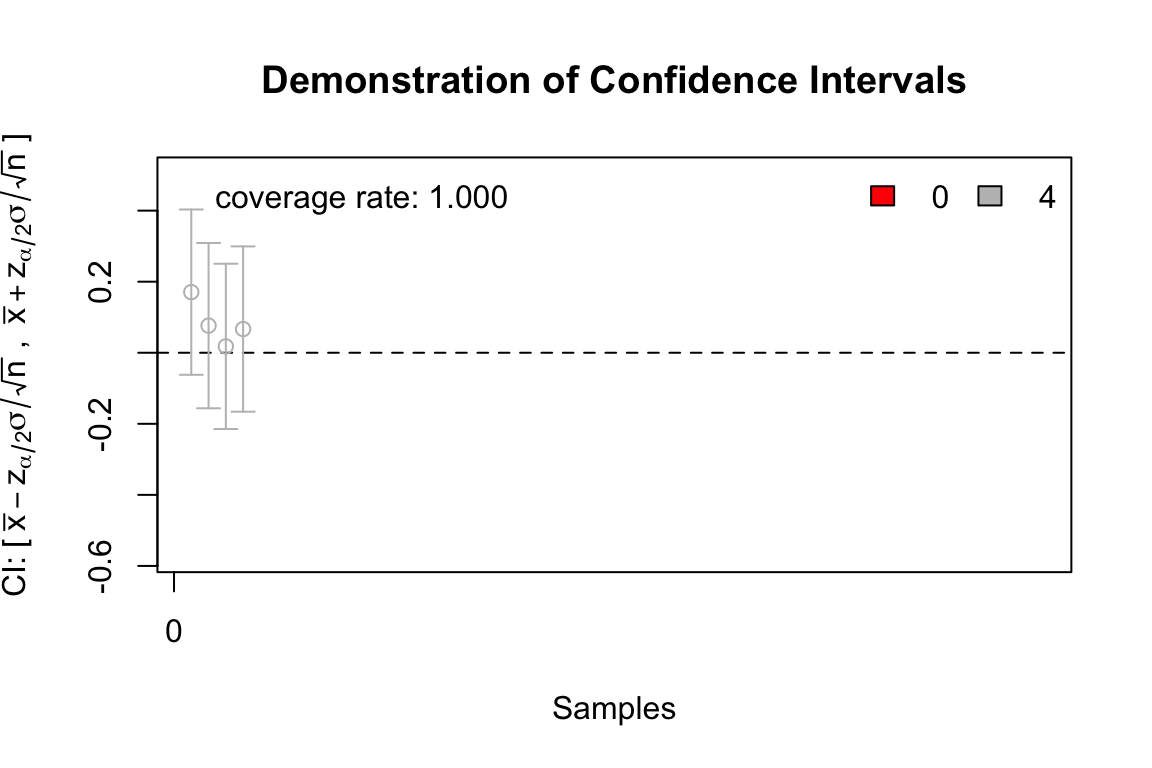 Demonstration of Confidence Intervals
coverage rate: 1.000
0
4
CI: [ x̅ − zα/2σ/√n , x̅ + zα/2σ/√n ]
0.2
-0.2
-0.6
0
Samples